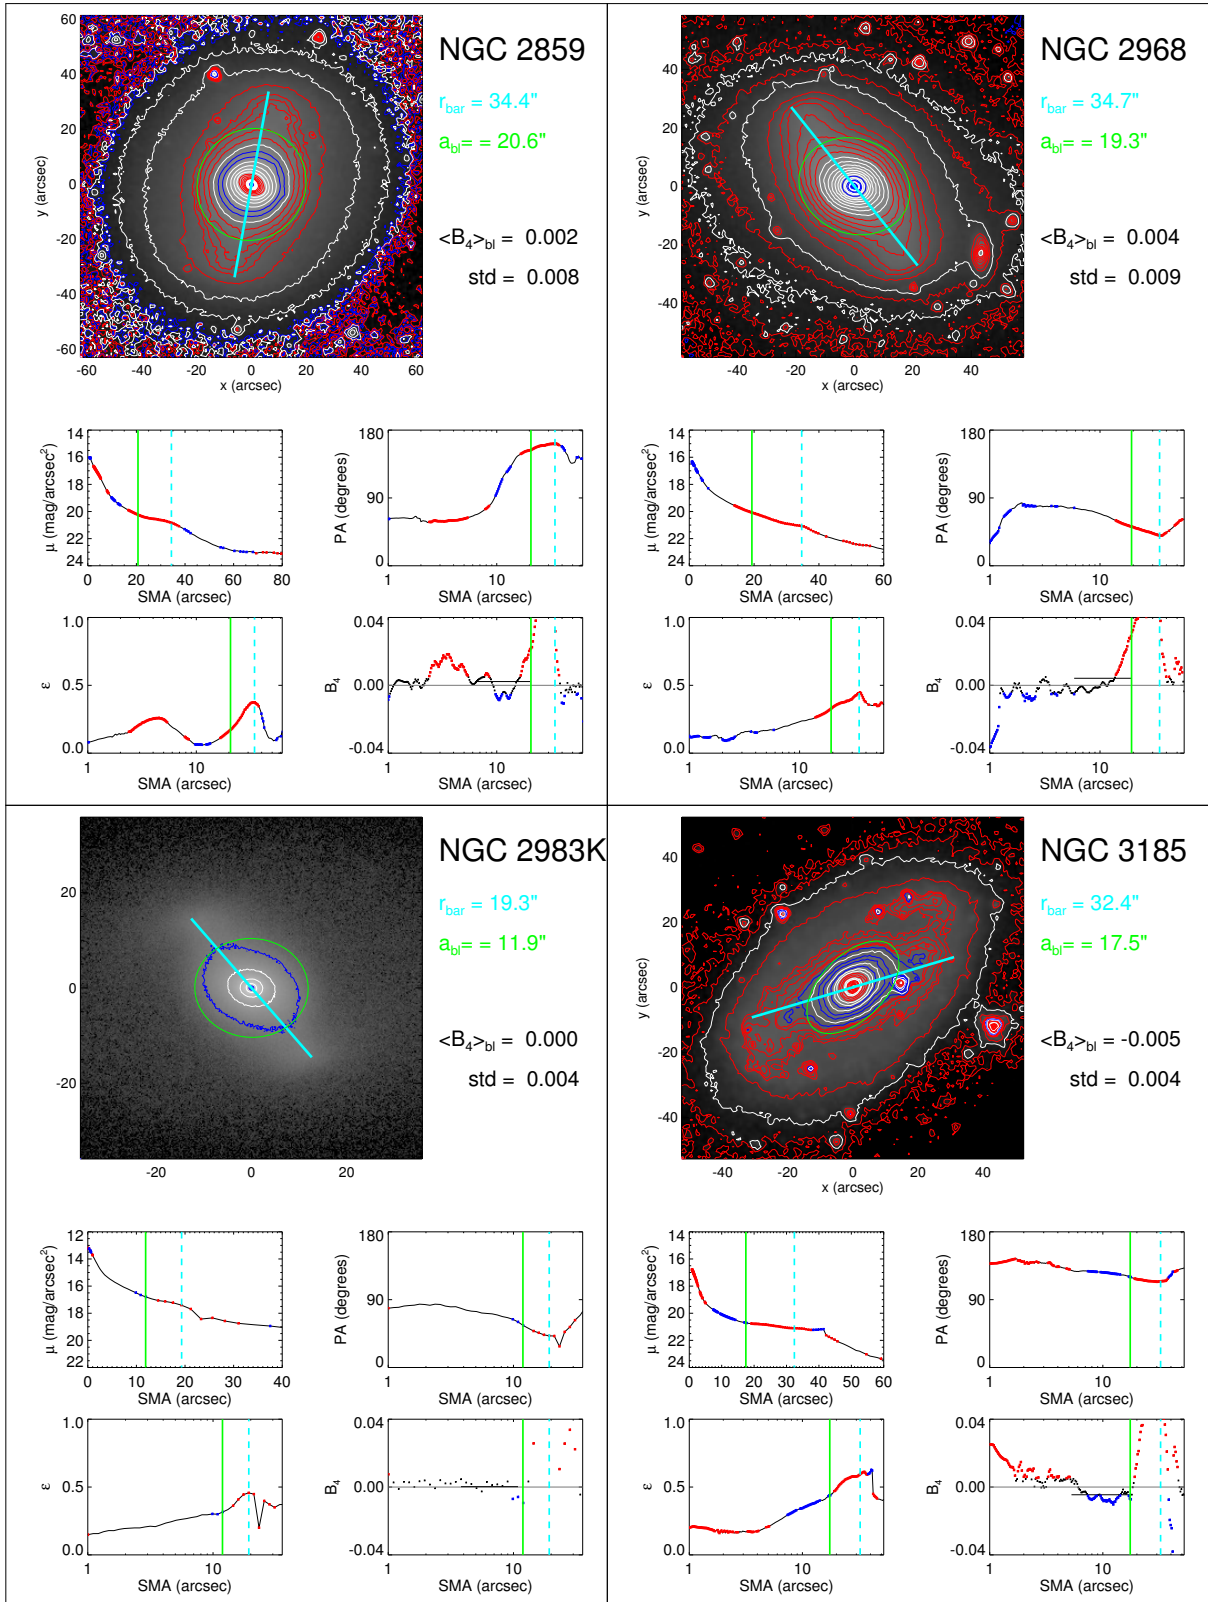 NGC 2859
r_bar = 34.4"
a_bl= = 20.6"
<B_4>_bl = 0.002
std = 0.008
60
40
20
0
-20
-40
-60
y (arcsec)
-60 -40 -20 0 20 40 60
x (arcsec)
14
16
18
20
22
24
μ (mag/arcsec²)
0 20 40 60 80
SMA (arcsec)
180
90
0
PA (degrees)
1 10
SMA (arcsec)
1.0
0.5
0.0
ε
1 10
SMA (arcsec)
0.04
0.00
-0.04
B_4
1 10
SMA (arcsec)
NGC 2968
r_bar = 34.7"
a_bl= = 19.3"
<B_4>_bl = 0.004
std = 0.009
40
20
0
-20
-40
y (arcsec)
-40 -20 0 20 40
x (arcsec)
14
16
18
20
22
24
μ (mag/arcsec²)
0 20 40 60
SMA (arcsec)
180
90
0
PA (degrees)
1 10
SMA (arcsec)
1.0
0.5
0.0
ε
1 10
SMA (arcsec)
0.04
0.00
-0.04
B_4
1 10
SMA (arcsec)
NGC 2983K
r_bar = 19.3"
a_bl= = 11.9"
<B_4>_bl = 0.000
std = 0.004
20
0
-20
-20 0 20
12
14
16
18
20
22
μ (mag/arcsec²)
0 10 20 30 40
SMA (arcsec)
180
90
0
PA (degrees)
1 10
SMA (arcsec)
1.0
0.5
0.0
ε
1 10
SMA (arcsec)
0.04
0.00
-0.04
B_4
1 10
SMA (arcsec)
NGC 3185
r_bar = 32.4"
a_bl= = 17.5"
<B_4>_bl = -0.005
std = 0.004
40
20
0
-20
-40
y (arcsec)
-40 -20 0 20 40
x (arcsec)
14
16
18
20
22
24
μ (mag/arcsec²)
0 10 20 30 40 50 60
SMA (arcsec)
180
90
0
PA (degrees)
1 10
SMA (arcsec)
1.0
0.5
0.0
ε
1 10
SMA (arcsec)
0.04
0.00
-0.04
B_4
1 10
SMA (arcsec)